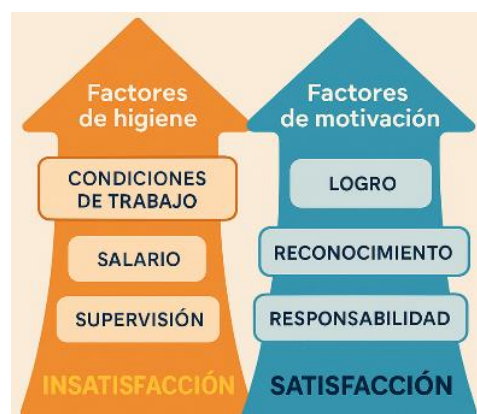 Factores
de higiene
CONDICIONES
DE TRABAJO
SALARIO
SUPERVISIÓN
INSATISFACCIÓN
Factores
de motivación
LOGRO
RECONOCIMIENTO
RESPONSABILIDAD
SATISFACCIÓN